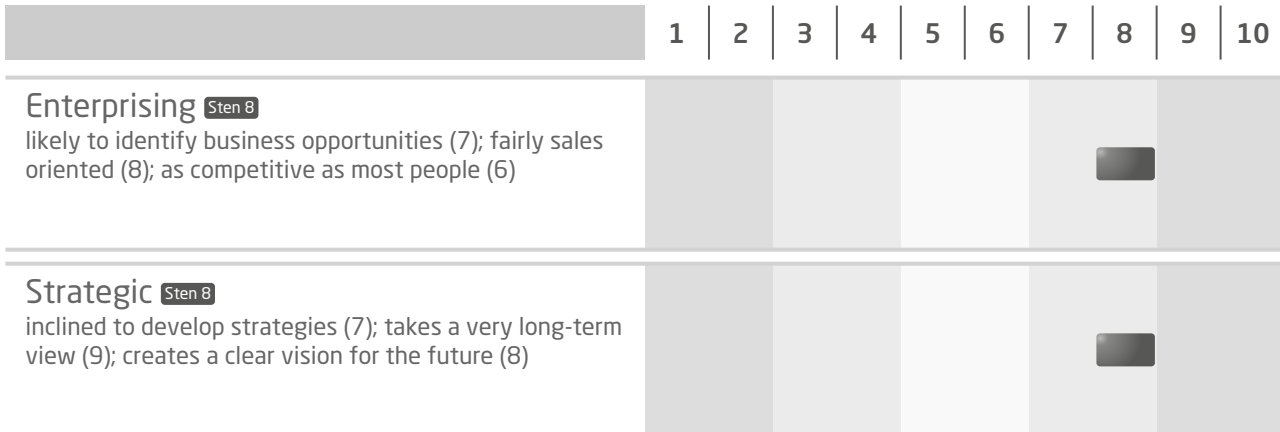 1 2 3 4 5 6 7 8 9 10
Enterprising Sten 8
likely to identify business opportunities (7); fairly sales
oriented (8); as competitive as most people (6)
Strategic Sten 8
inclined to develop strategies (7); takes a very long-term
view (9); creates a clear vision for the future (8)